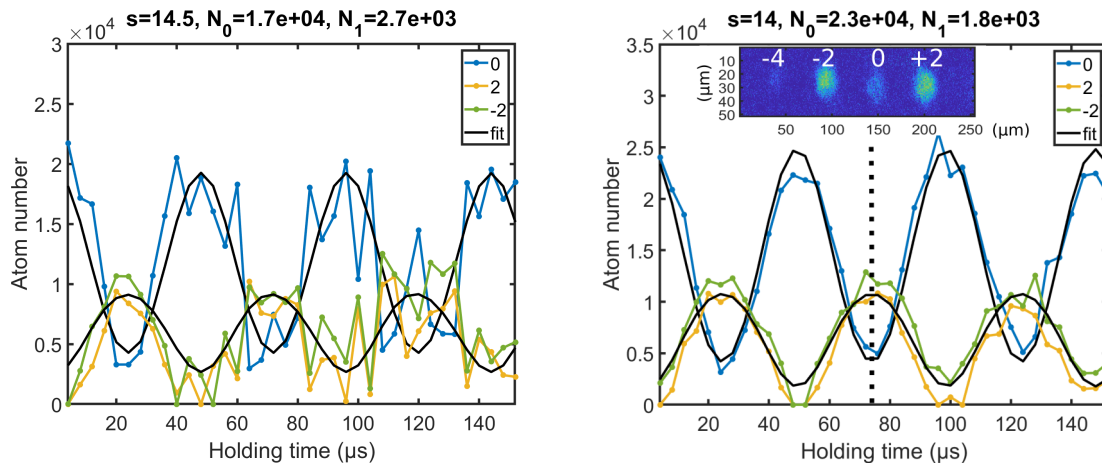 s=14.5, N_0=1.7e+04, N_1=2.7e+03
×10^4
3
2.5
2
1.5
1
0.5
0
Atom number
20 40 60 80 100 120 140
Holding time (μs)
0
2
-2
fit
s=14, N_0=2.3e+04, N_1=1.8e+03
×10^4
3.5
3
2.5
2
1.5
1
0.5
0
Atom number
20 40 60 80 100 120 140
Holding time (μs)
-4 -2 0 +2
10
20
30
40
50
(μm)
50 100 150 200 250 (μm)
0
2
-2
fit